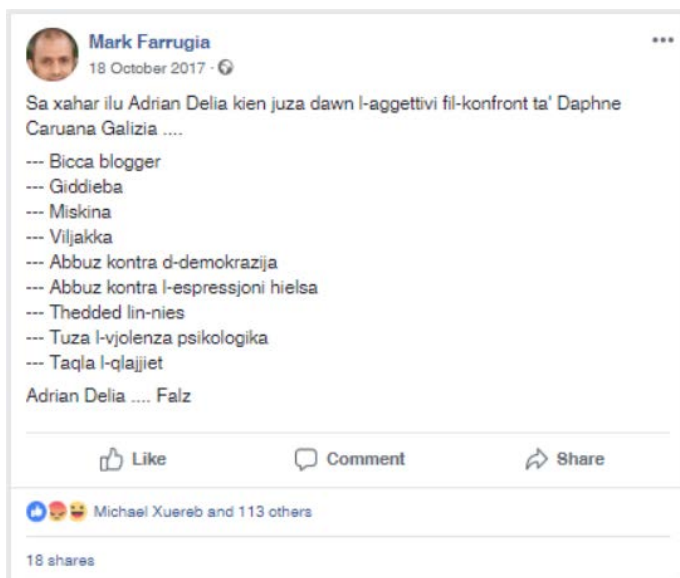 Mark Farrugia
18 October 2017 ·
Sa xahar ilu Adrian Delia kien juza dawn l-aggettivi fil-konfront ta' Daphne
Caruana Galizia ....
--- Bicca blogger
--- Giddieba
--- Miskina
--- Viljakka
--- Abbuz kontra d-demokrazija
--- Abbuz kontra l-espressjoni hielsa
--- Thedded lin-nies
--- Tuza l-vjolenza psikologika
--- Taqla l-qlajjiet
Adrian Delia .... Falz
Like Comment Share
Michael Xuereb and 113 others
18 shares